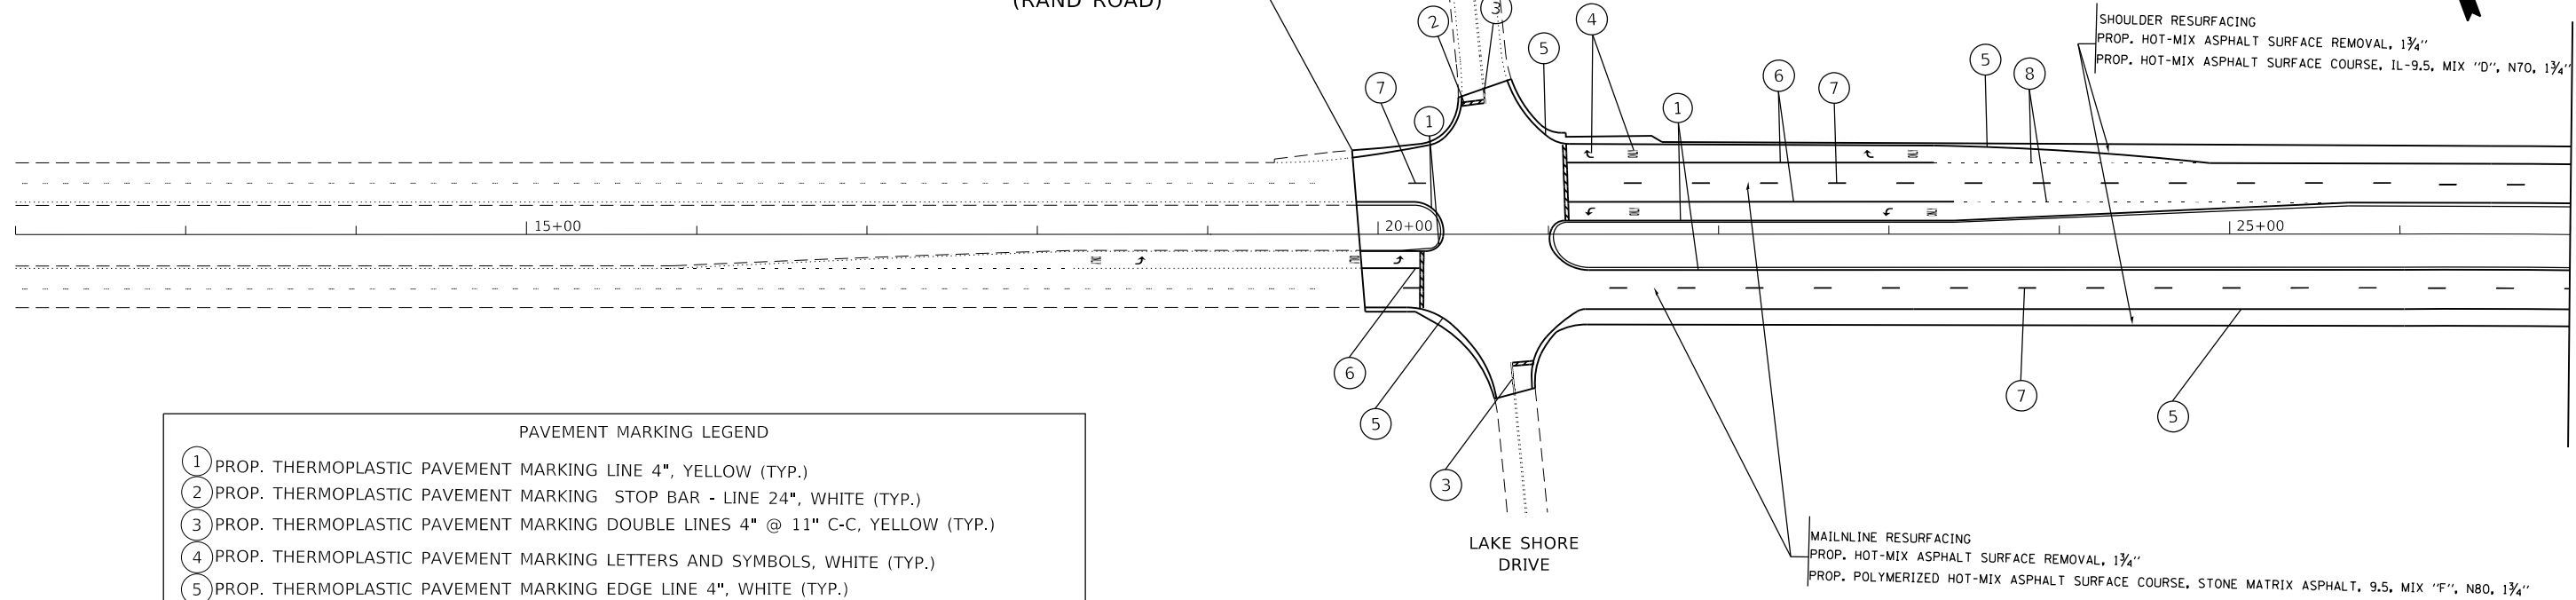 (RAND ROAD)
2
3
4
5
7
1
1
6
7
5
8
SHOULDER RESURFACING
PROP. HOT-MIX ASPHALT SURFACE REMOVAL, 1¾"
PROP. HOT-MIX ASPHALT SURFACE COURSE, IL-9.5, MIX "D", N70, 1¾"
15+00
20+00
25+00
6
5
3
7
5
LAKE SHORE
DRIVE
MAINLINE RESURFACING
PROP. HOT-MIX ASPHALT SURFACE REMOVAL, 1¾"
PROP. POLYMERIZED HOT-MIX ASPHALT SURFACE COURSE, STONE MATRIX ASPHALT, 9.5, MIX "F", N80, 1¾"
PAVEMENT MARKING LEGEND
1 PROP. THERMOPLASTIC PAVEMENT MARKING LINE 4", YELLOW (TYP.)
2 PROP. THERMOPLASTIC PAVEMENT MARKING STOP BAR - LINE 24", WHITE (TYP.)
3 PROP. THERMOPLASTIC PAVEMENT MARKING DOUBLE LINES 4" @ 11" C-C, YELLOW (TYP.)
4 PROP. THERMOPLASTIC PAVEMENT MARKING LETTERS AND SYMBOLS, WHITE (TYP.)
5 PROP. THERMOPLASTIC PAVEMENT MARKING EDGE LINE 4", WHITE (TYP.)